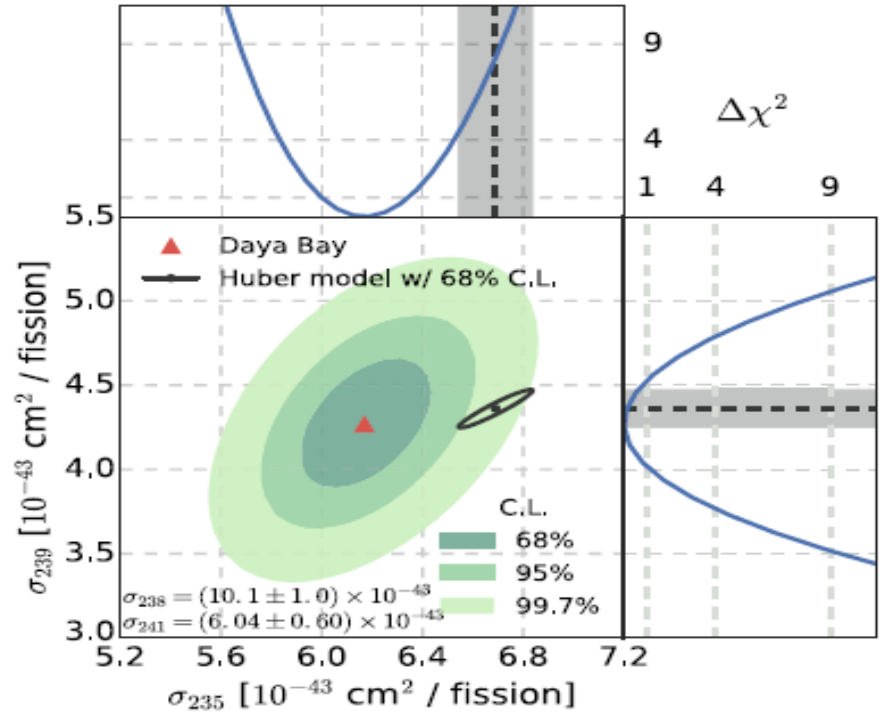 9
4
Δχ²
1 4 9
5.5
Daya Bay
Huber model w/ 68% C.L.
5.0
4.5
4.0
3.5
3.0
σ₂₃₉ [10⁻⁴³ cm² / fission]
C.L.
68%
95%
99.7%
σ₂₃₈ = (10.1 ± 1.0) × 10⁻⁴³
σ₂₄₁ = (6.04 ± 0.60) × 10⁻⁴³
5.2 5.6 6.0 6.4 6.8 7.2
σ₂₃₅ [10⁻⁴³ cm² / fission]